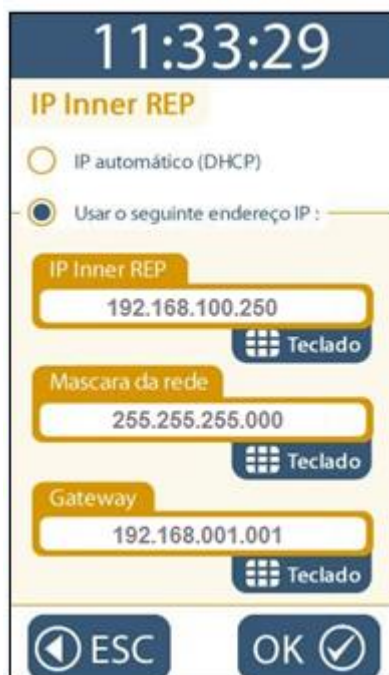 11:33:29
IP Inner REP
IP automático (DHCP)
Usar o seguinte endereço IP :
IP Inner REP
192.168.100.250
Teclado
Mascara da rede
255.255.255.000
Teclado
Gateway
192.168.001.001
Teclado
ESC
OK